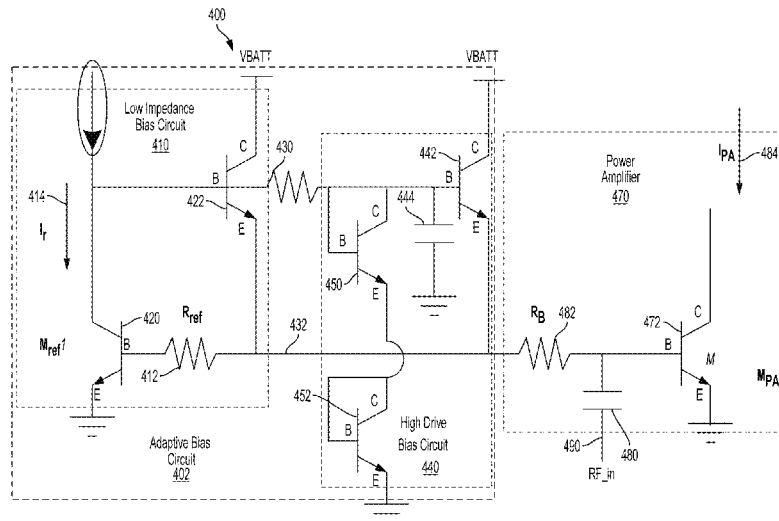 400
VBATT
VBATT
Low Impedance
Bias Circuit
410
C
430
442
C
B
B
422
E
444
E
414
Ir
C
B
450
E
Power
Amplifier
470
IPA
484
420
Mref1
B
E
Rref
412
432
RB
482
472
C
B
M
E
MPA
452
C
B
E
High Drive
Bias Circuit
440
Adaptive Bias
Circuit
402
490
480
RF_in